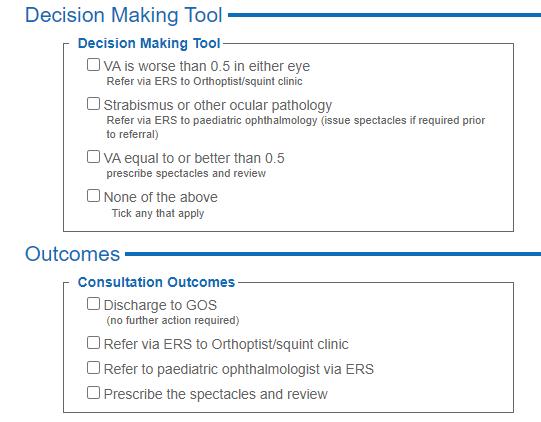 Decision Making Tool
Decision Making Tool
VA is worse than 0.5 in either eye
Refer via ERS to Orthoptist/squint clinic
Strabismus or other ocular pathology
Refer via ERS to paediatric ophthalmology (issue spectacles if required prior
to referral)
VA equal to or better than 0.5
prescribe spectacles and review
None of the above
Tick any that apply
Outcomes
Consultation Outcomes
Discharge to GOS
(no further action required)
Refer via ERS to Orthoptist/squint clinic
Refer to paediatric ophthalmologist via ERS
Prescribe the spectacles and review